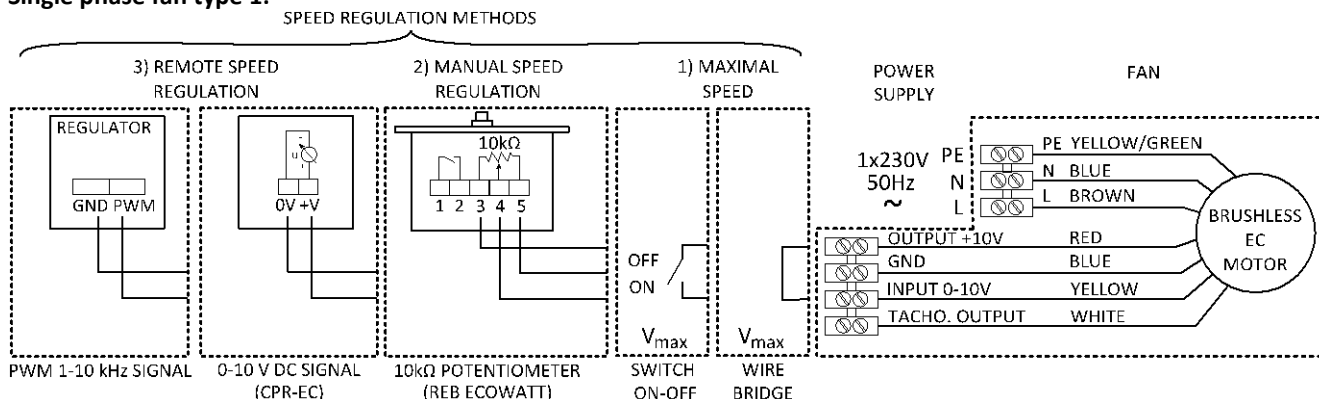 Single phase fan type 1:
SPEED REGULATION METHODS
3) REMOTE SPEED
REGULATION
2) MANUAL SPEED
REGULATION
1) MAXIMAL
SPEED
POWER
SUPPLY
FAN
REGULATOR
GND PWM
- u
0V +V
10kΩ
1 2 3 4 5
OFF
ON
Vmax
Vmax
1x230V
50Hz
~
PE
N
L
PE YELLOW/GREEN
N BLUE
L BROWN
OUTPUT +10V RED
GND BLUE
INPUT 0-10V YELLOW
TACHO. OUTPUT WHITE
BRUSHLESS
EC
MOTOR
PWM 1-10 kHz SIGNAL
0-10 V DC SIGNAL
(CPR-EC)
10kΩ POTENTIOMETER
(REB ECOWATT)
SWITCH
ON-OFF
WIRE
BRIDGE